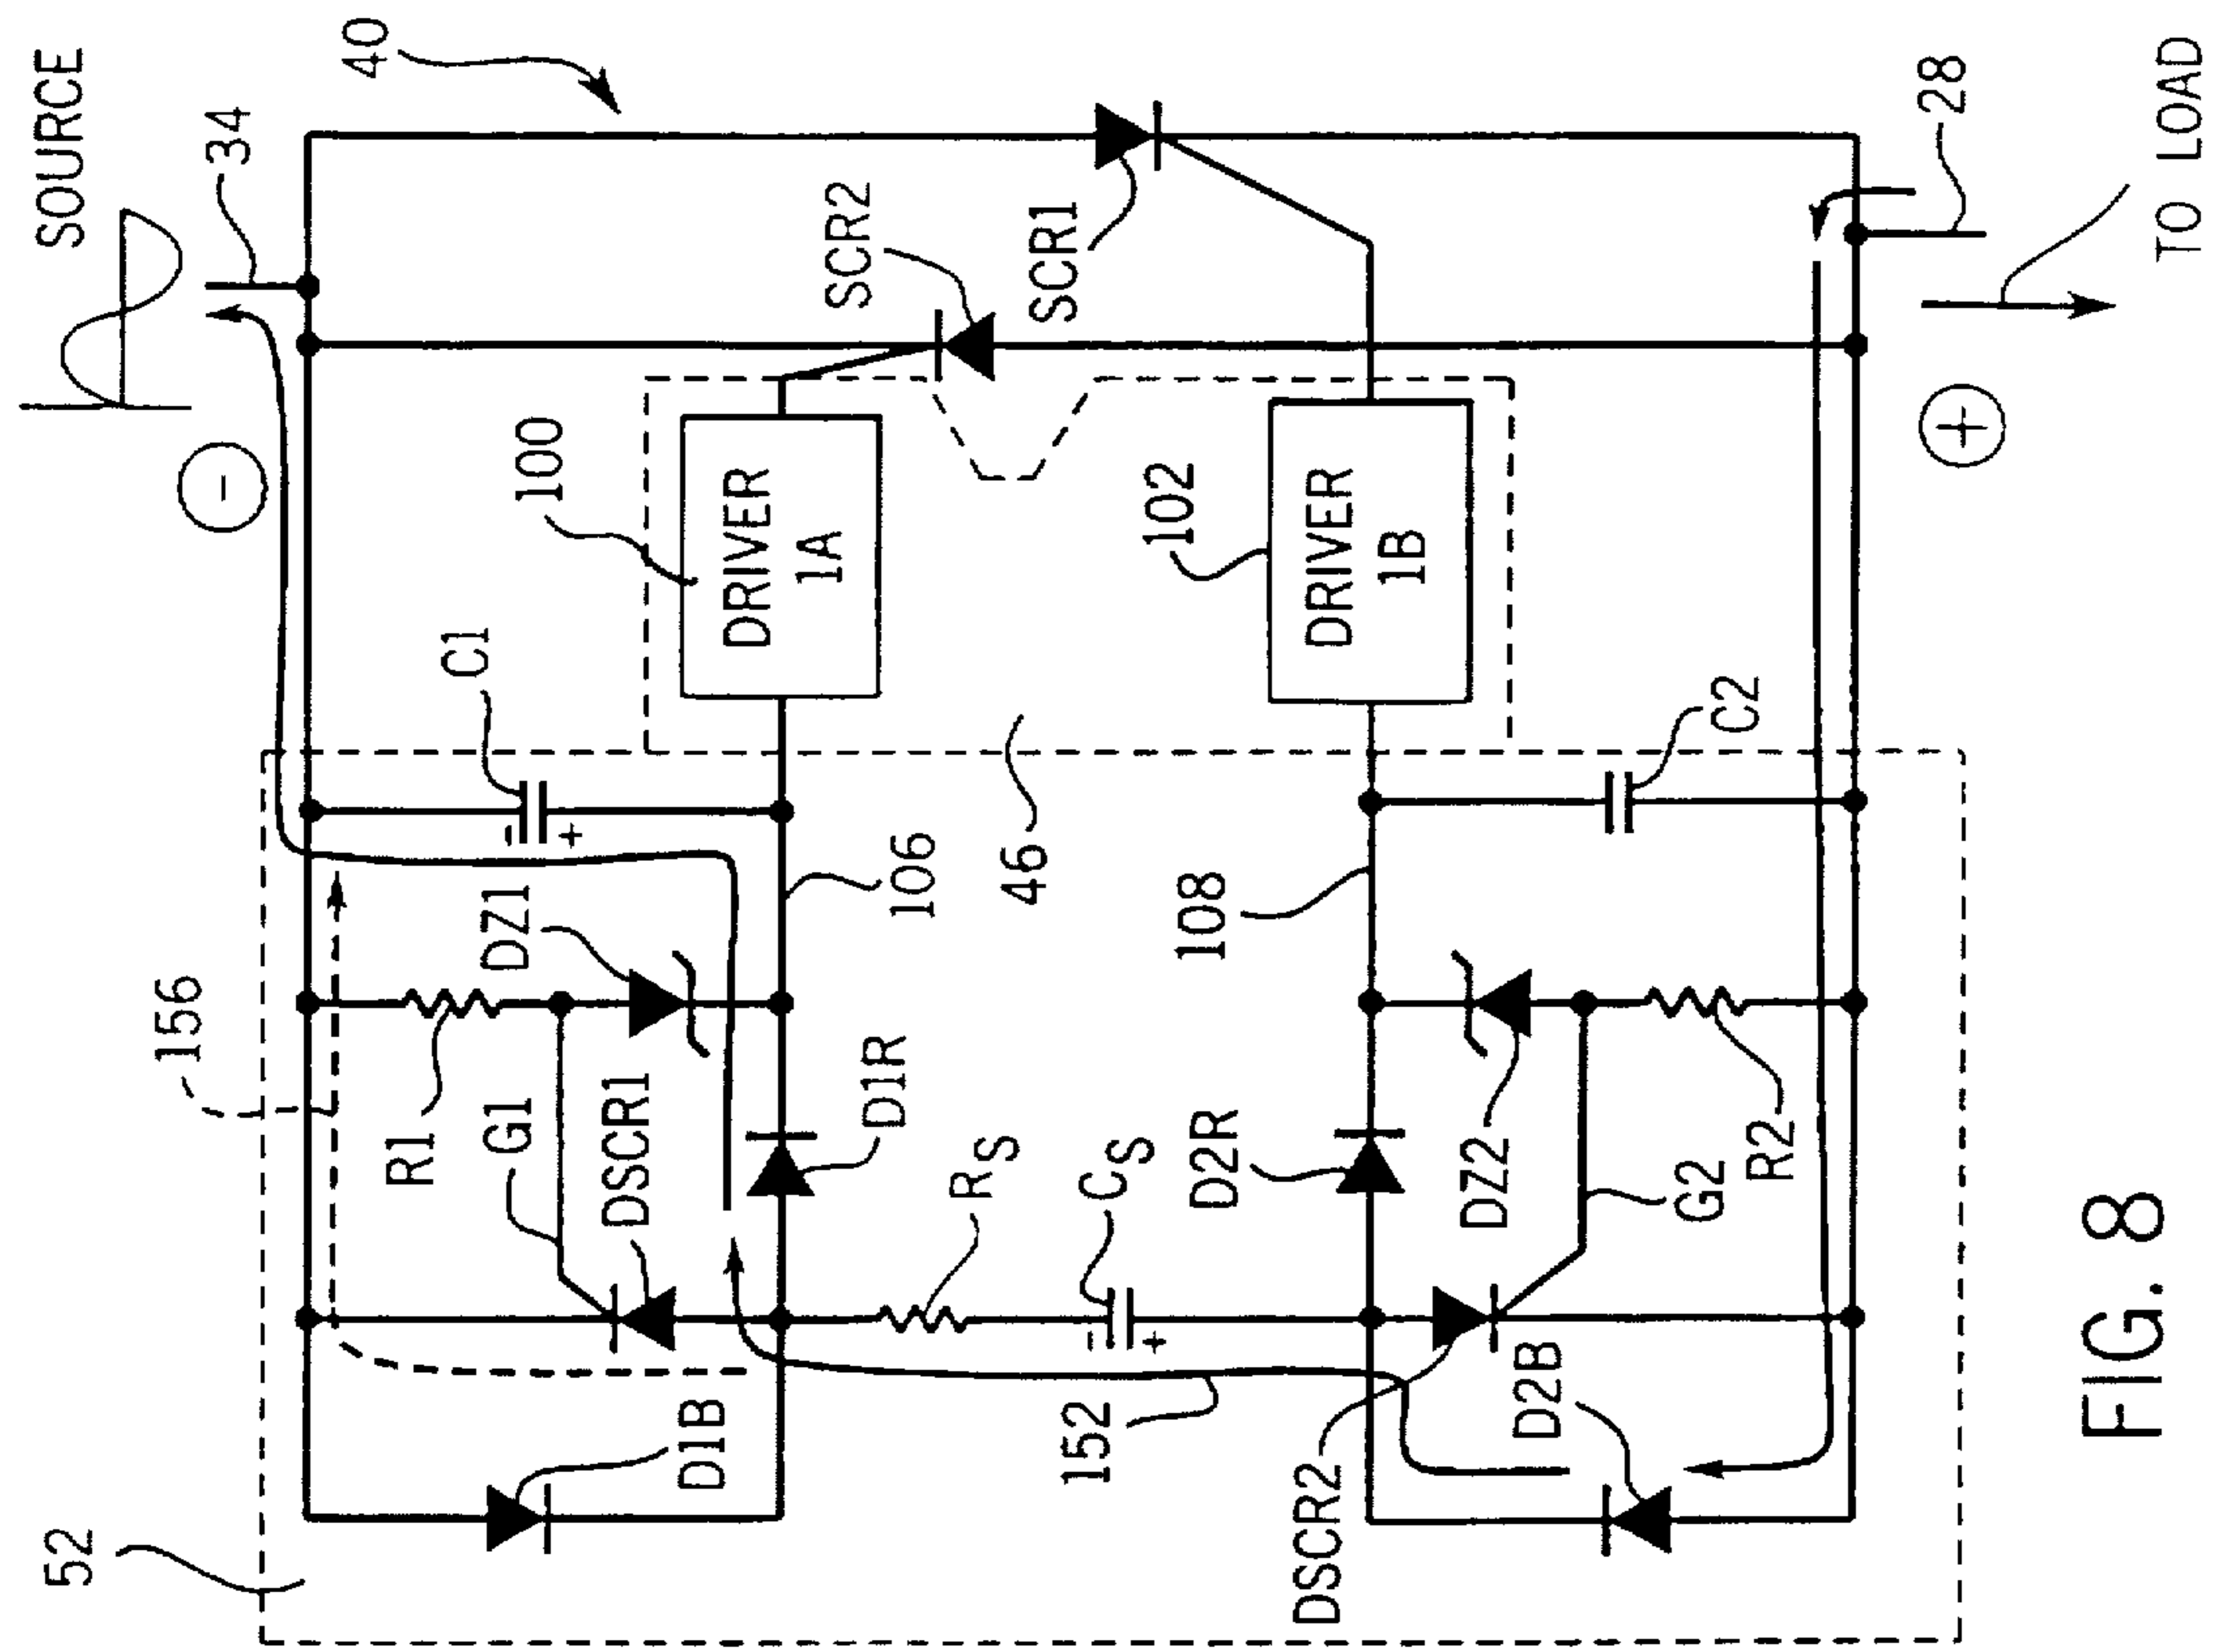 52
SOURCE
156
34
-
40
R1
C1
G1
DZ1
100
-
+
DSCR1
D1B
DRIVER
1A
SCR2
D1R
106
RS
46
SCR1
152
CS
-
+
102
D2R
108
DSCR2
DRIVER
1B
DZ2
D2B
G2
C2
R2
28
+
FIG. 8
TO LOAD